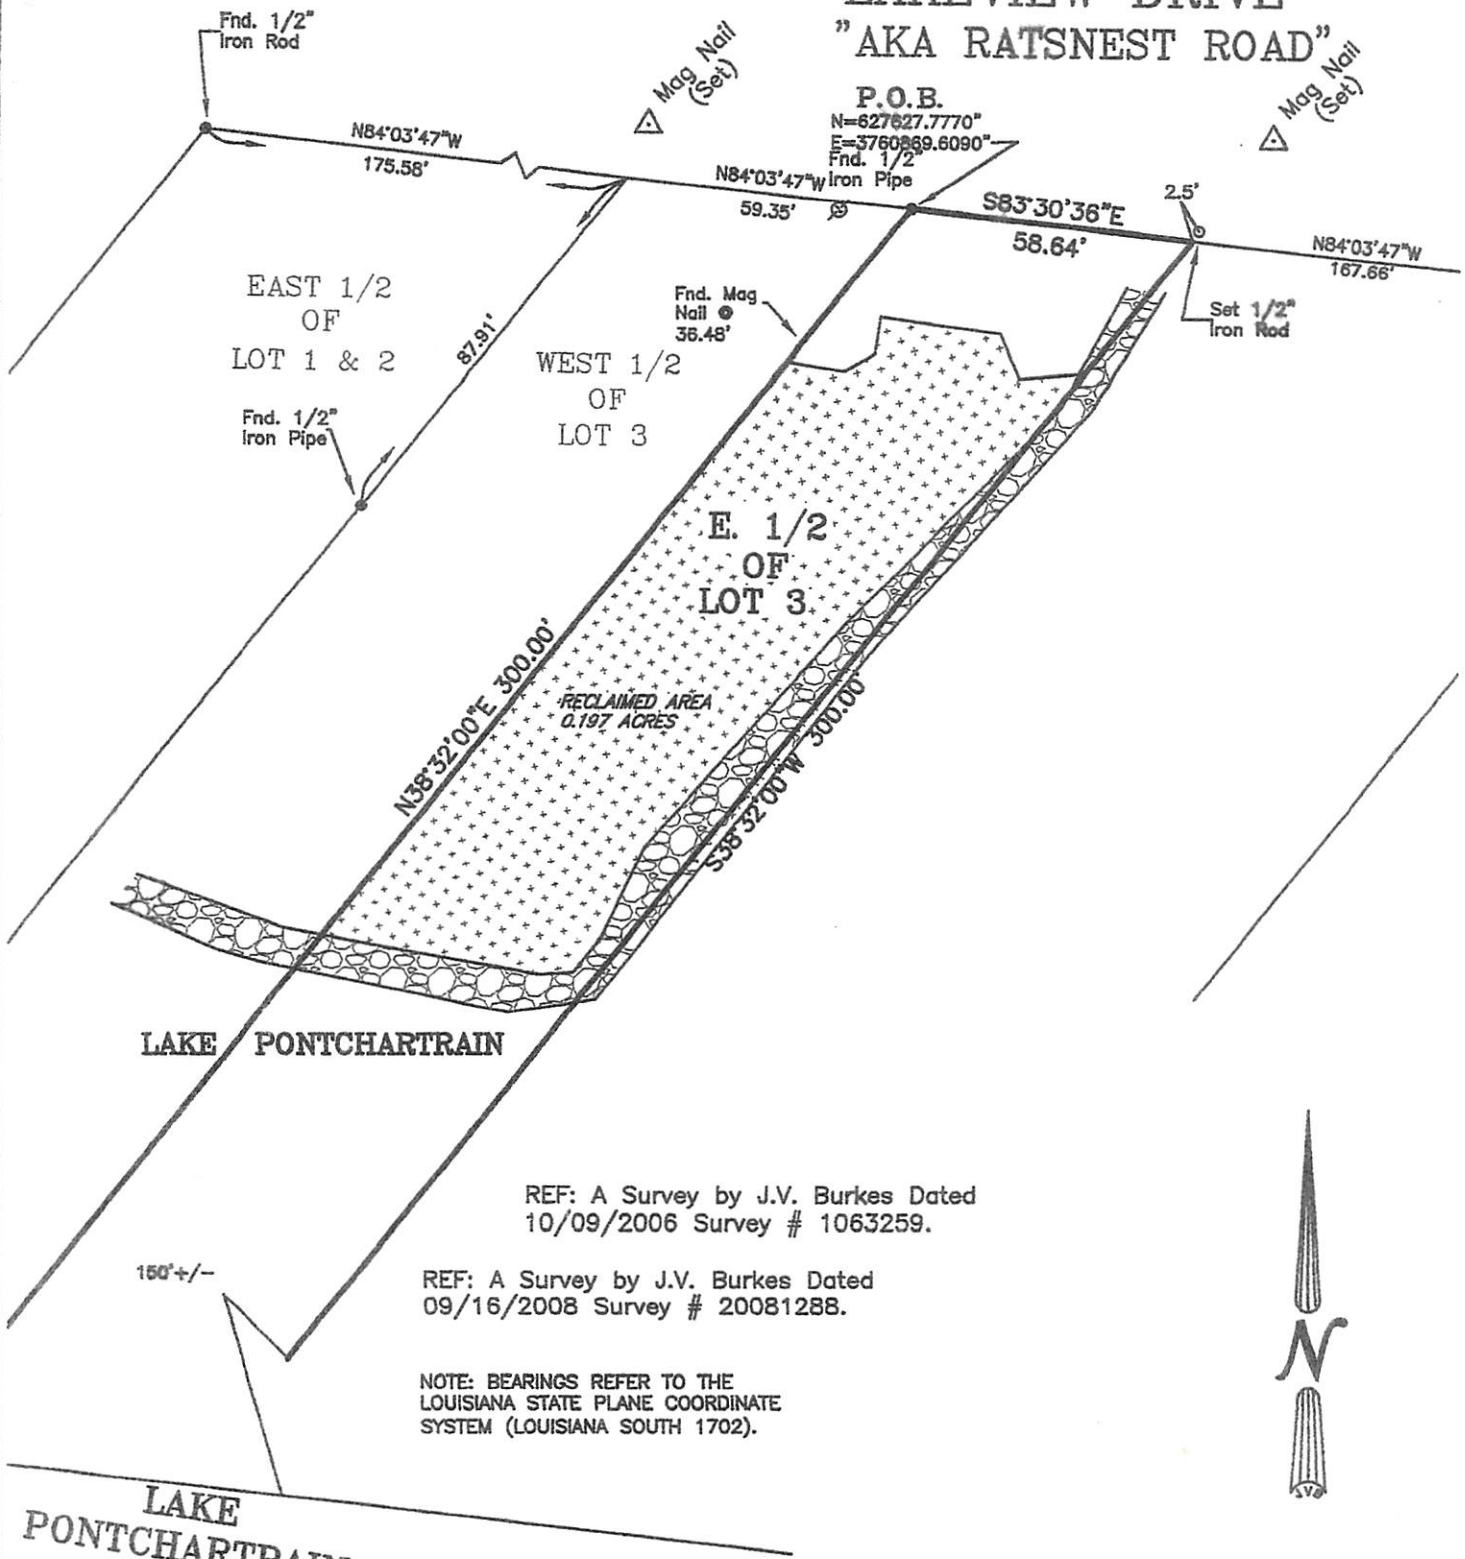 LAKEVIEW DRIVE
"AKA RATSNEST ROAD"
Fnd. 1/2"
Iron Rod
Mag Nail
(Set)
Mag Nail
(Set)
P.O.B.
N=627627.7770"
E=3760869.6090"
Fnd. 1/2"
Iron Pipe
N84°03'47"W
175.58'
N84°03'47"W
59.35'
S83°30'36"E
58.64'
2.5'
N84°03'47"W
167.66'
Set 1/2"
Iron Rod
Fnd. Mag
Nail @
36.48'
EAST 1/2
OF
LOT 1 & 2
87.91'
WEST 1/2
OF
LOT 3
Fnd. 1/2"
Iron Pipe
E. 1/2
OF
LOT 3
N38°32'00"E 300.00'
RECLAIMED AREA
0.197 ACRES
S38°32'00"W 300.00'
LAKE PONTCHARTRAIN
REF: A Survey by J.V. Burkes Dated
10/09/2006 Survey # 1063259.
150'+/-
REF: A Survey by J.V. Burkes Dated
09/16/2008 Survey # 20081288.
NOTE: BEARINGS REFER TO THE
LOUISIANA STATE PLANE COORDINATE
SYSTEM (LOUISIANA SOUTH 1702).
N
LAKE
PONTCHARTRAIN